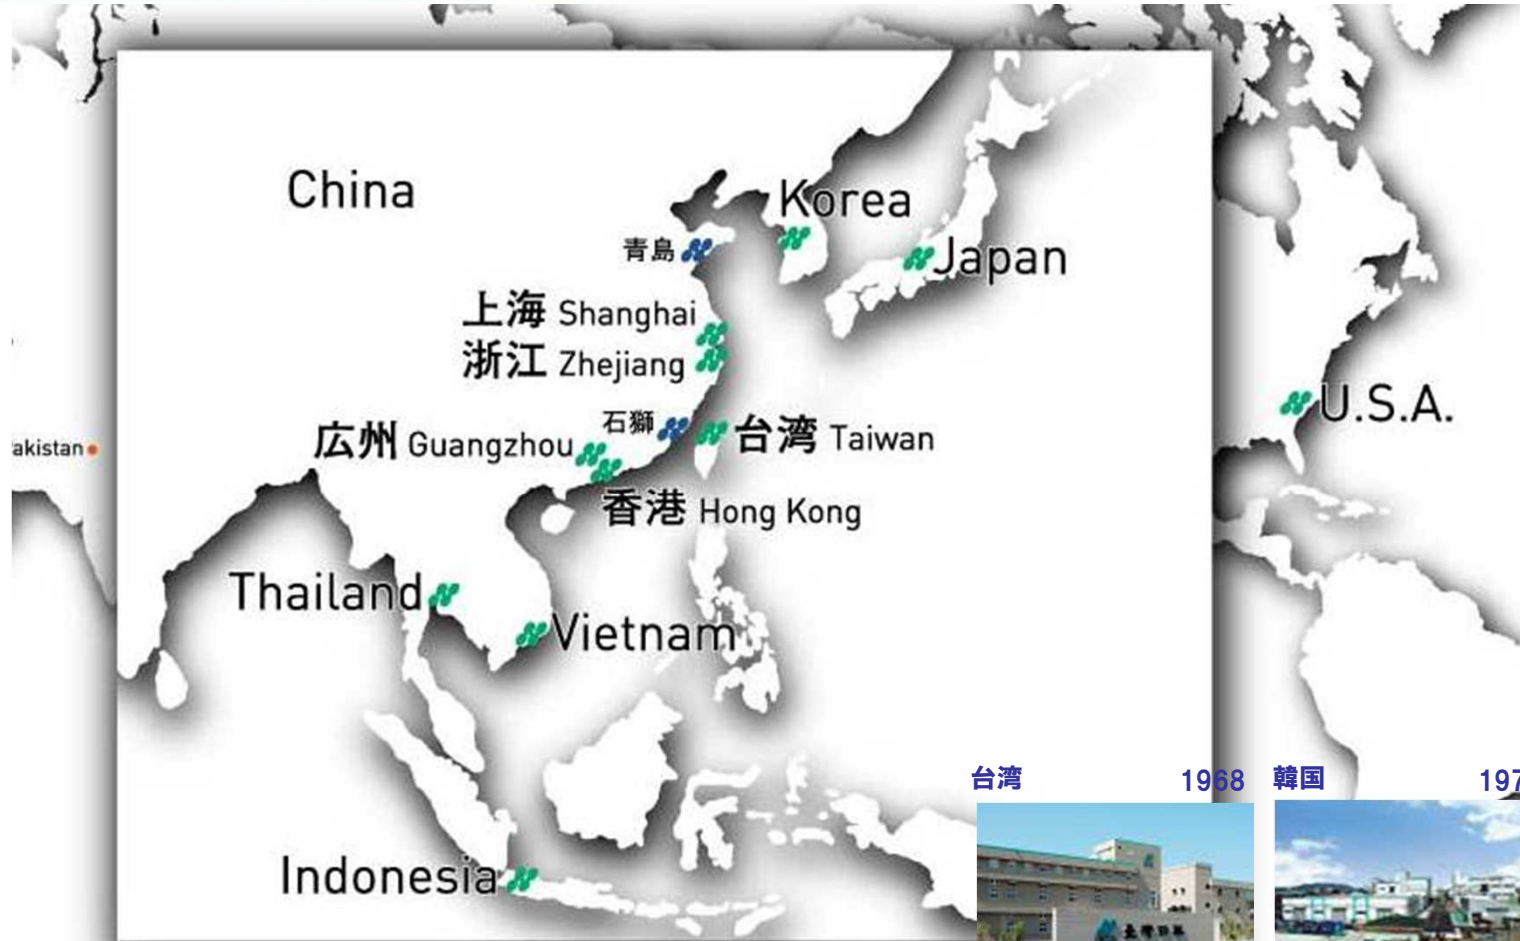 China
Korea
青島
Japan
上海 Shanghai
浙江 Zhejiang
U.S.A.
石獅
広州 Guangzhou
台湾 Taiwan
akistan
香港 Hong Kong
Thailand
Vietnam
台湾 1968 韓国 197
Indonesia